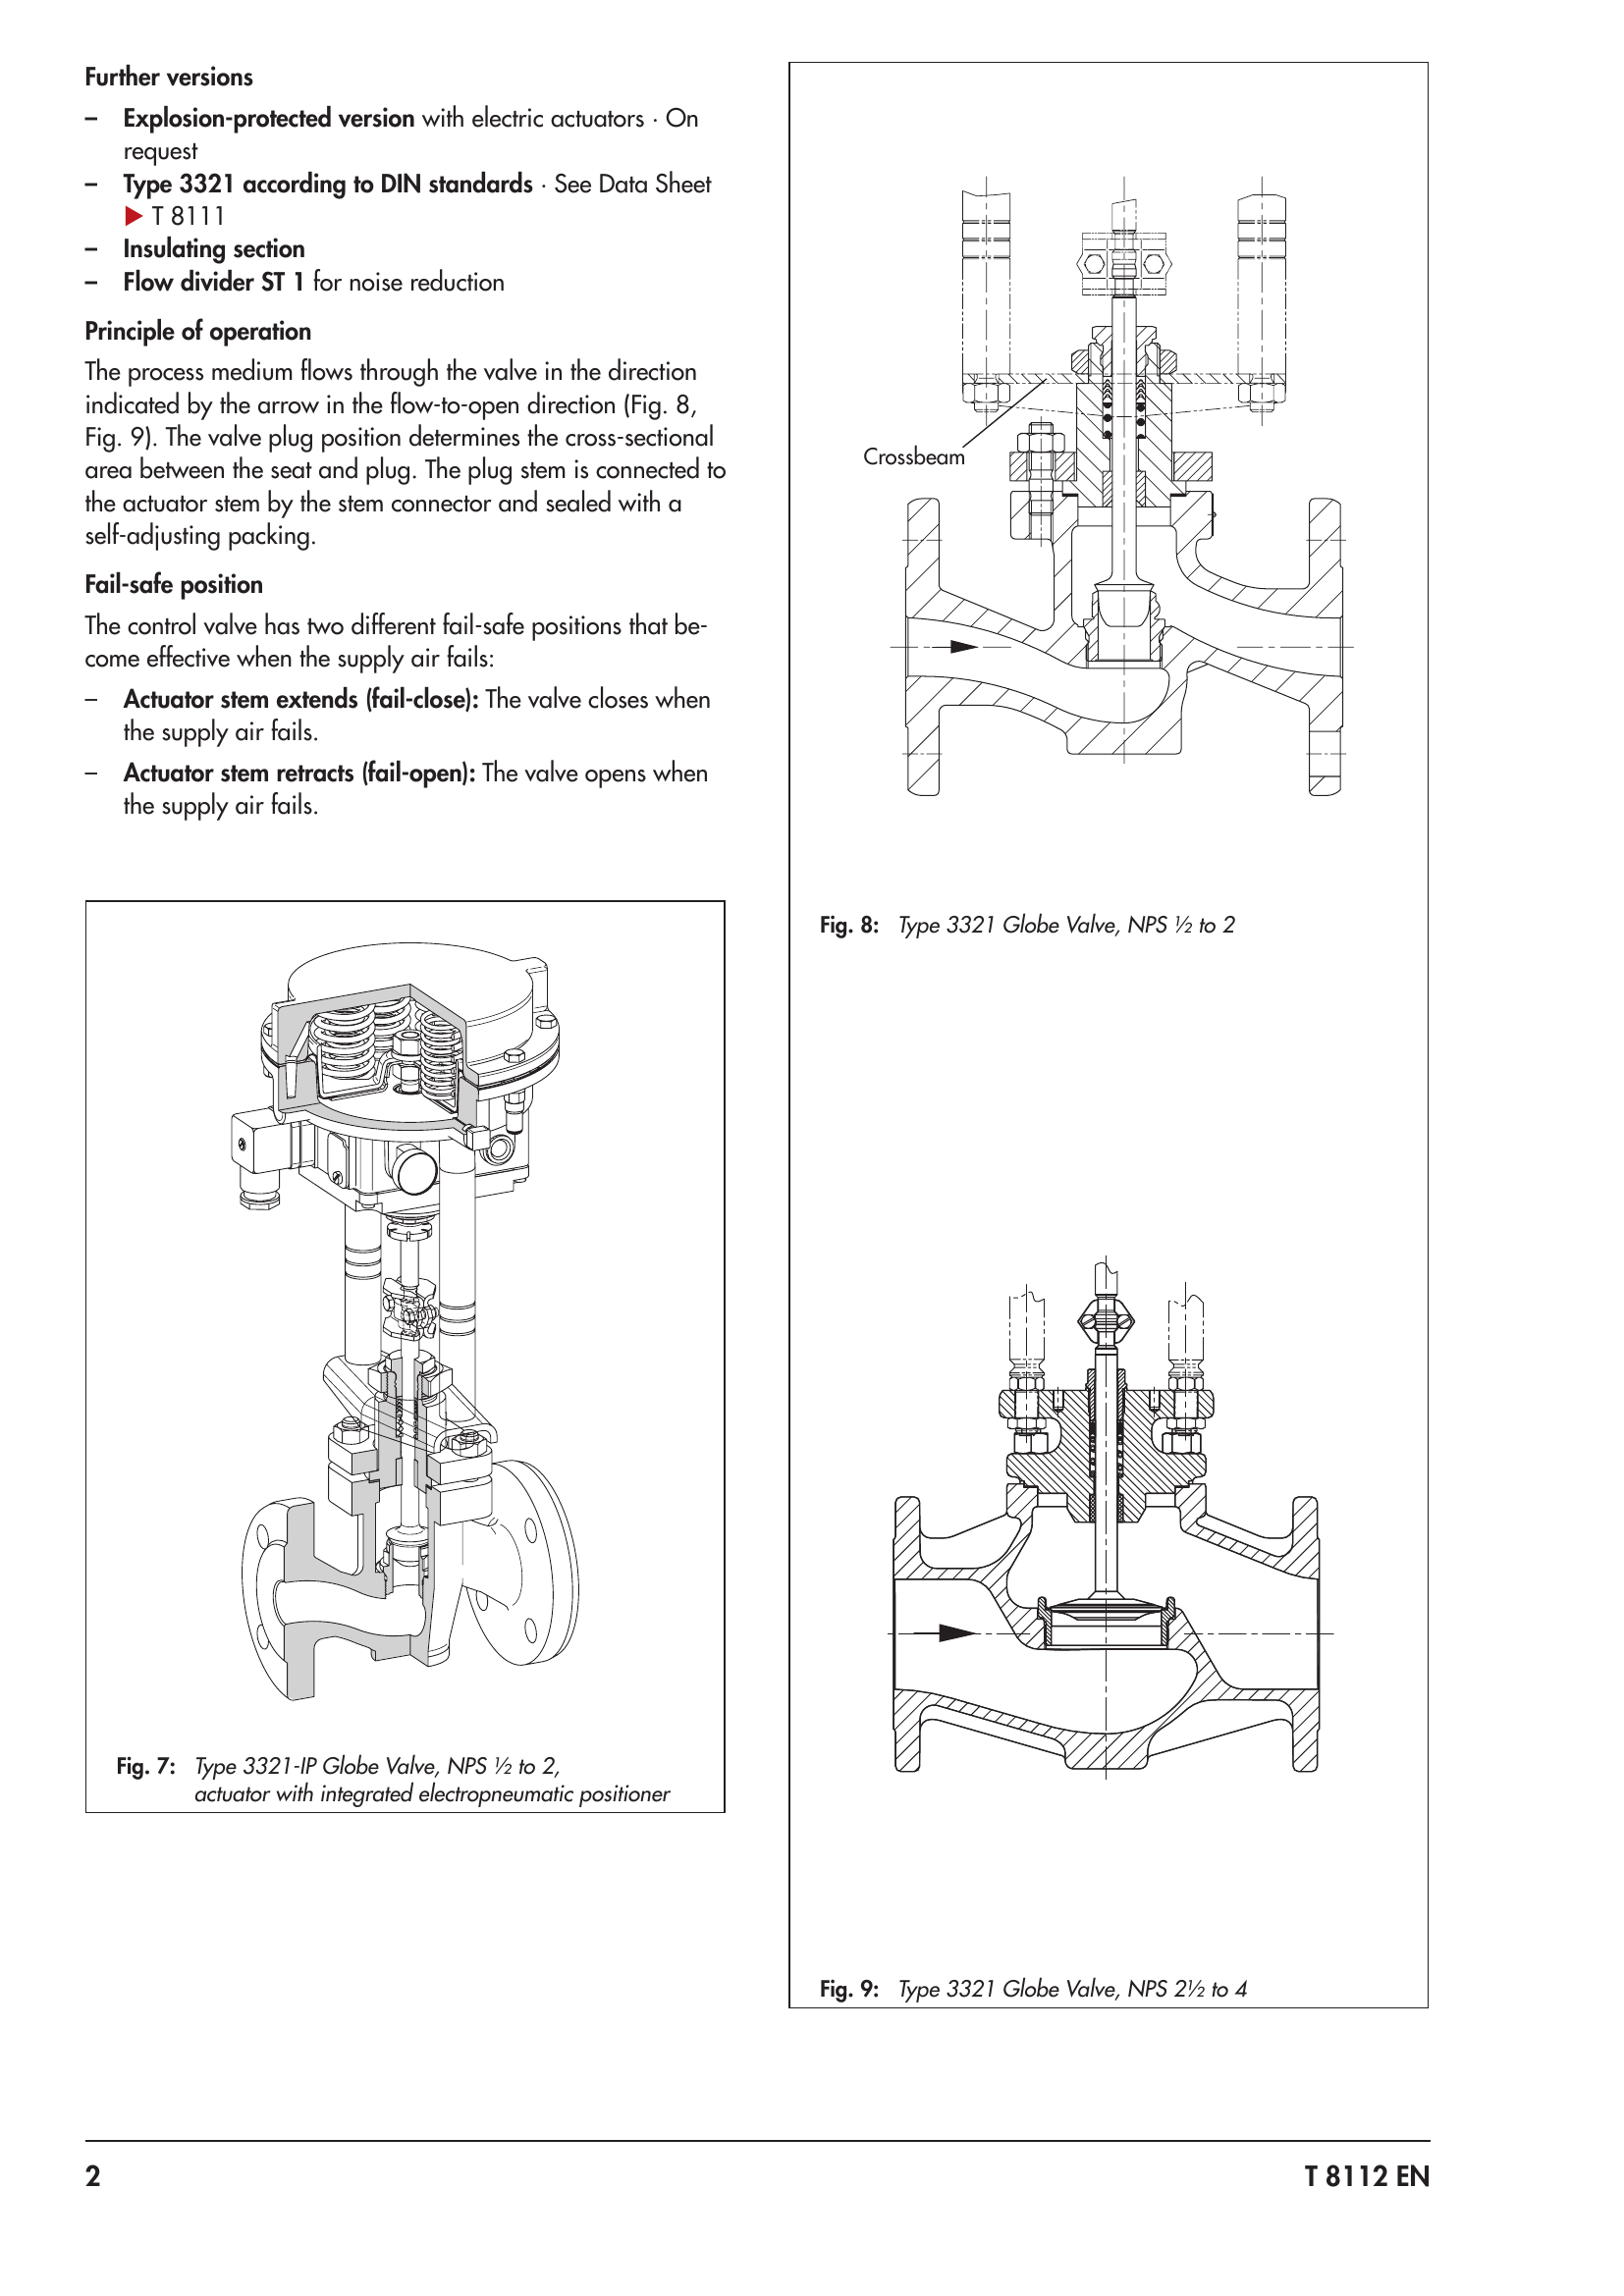 Further versions
– Explosion-protected version with electric actuators · On
request
– Type 3321 according to DIN standards · See Data Sheet
▶ T 8111
– Insulating section
– Flow divider ST 1 for noise reduction
Principle of operation
The process medium flows through the valve in the direction
indicated by the arrow in the flow-to-open direction (Fig. 8,
Fig. 9). The valve plug position determines the cross-sectional
area between the seat and plug. The plug stem is connected to
the actuator stem by the stem connector and sealed with a
self-adjusting packing.
Fail-safe position
The control valve has two different fail-safe positions that be-
come effective when the supply air fails:
– Actuator stem extends (fail-close): The valve closes when
the supply air fails.
– Actuator stem retracts (fail-open): The valve opens when
the supply air fails.
Fig. 7: Type 3321-IP Globe Valve, NPS ½ to 2,
actuator with integrated electropneumatic positioner
Crossbeam
Fig. 8: Type 3321 Globe Valve, NPS ½ to 2
Fig. 9: Type 3321 Globe Valve, NPS 2½ to 4
2
T 8112 EN